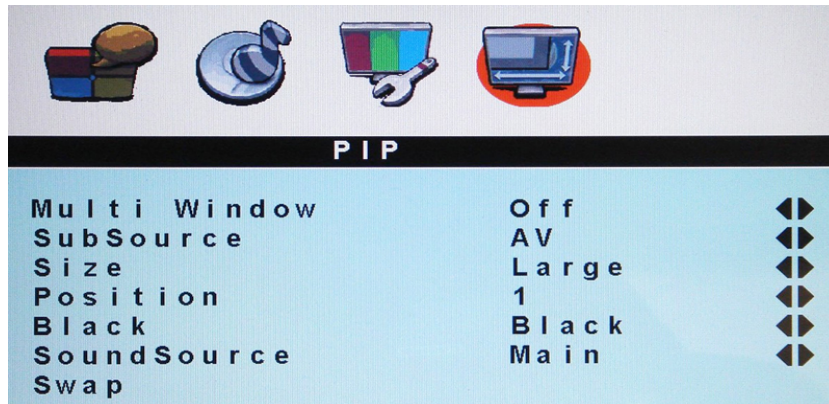 PIP
Multi Window Off
SubSource AV
Size Large
Position 1
Black Black
SoundSource Main
Swap